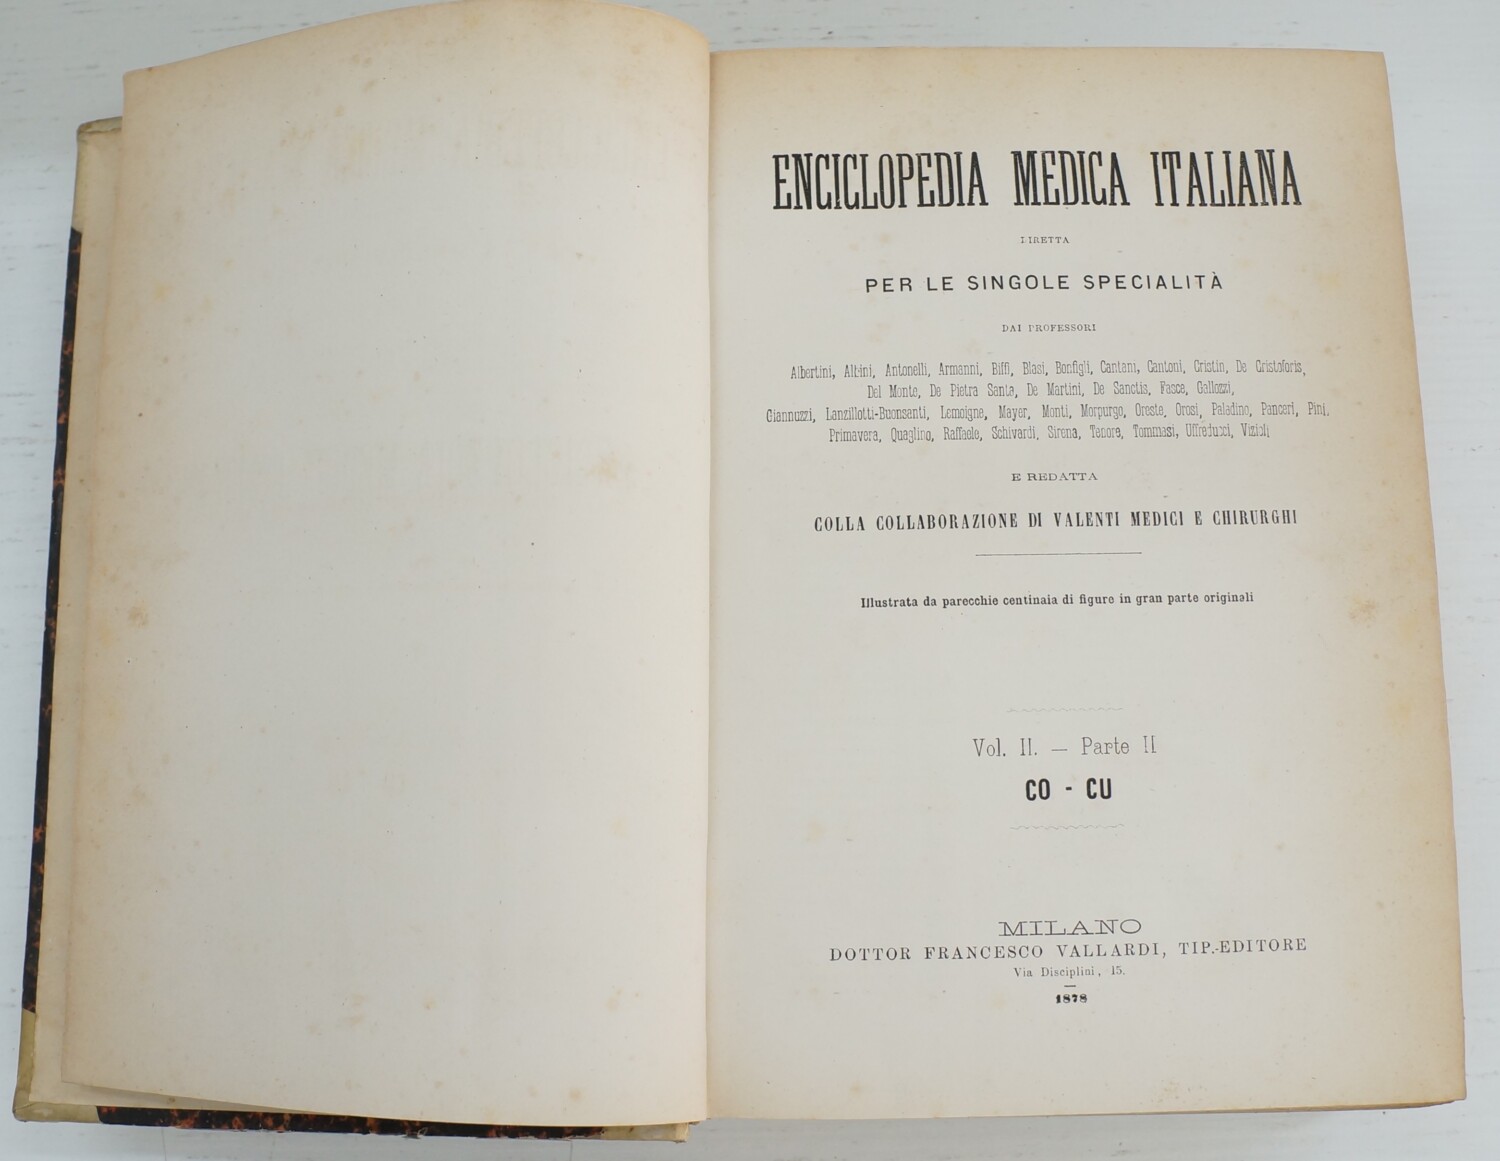 ENCICLOPEDIA MEDICA ITALIANA
DIRETTA
PER LE SINGOLE SPECIALITÀ
DAI PROFESSORI
Albertini, Albini, Antonelli, Armanni, Biffi, Blasi, Bonfigli, Cantani, Cantoni, Cristin, De Cristoforis,
Del Monte, De Pietra Santa, De Martini, De Sanctis, Fasce, Gallozzi,
Giannuzzi, Lanzillotti-Buonsanti, Lemoigne, Mayer, Monti, Morpurgo, Oreste, Orosi, Paladino, Panceri, Pini,
Primavera, Quaglino, Raffaele, Schivardi, Sirena, Tenore, Tommasi, Uffreduzzi, Vizioli
E REDATTA
COLLA COLLABORAZIONE DI VALENTI MEDICI E CHIRURGHI
Illustrata da parecchie centinaia di figure in gran parte originali
Vol. II. — Parte II
CO - CU
MILANO
DOTTOR FRANCESCO VALLARDI, TIP.-EDITORE
Via Disciplini, 15.
1878